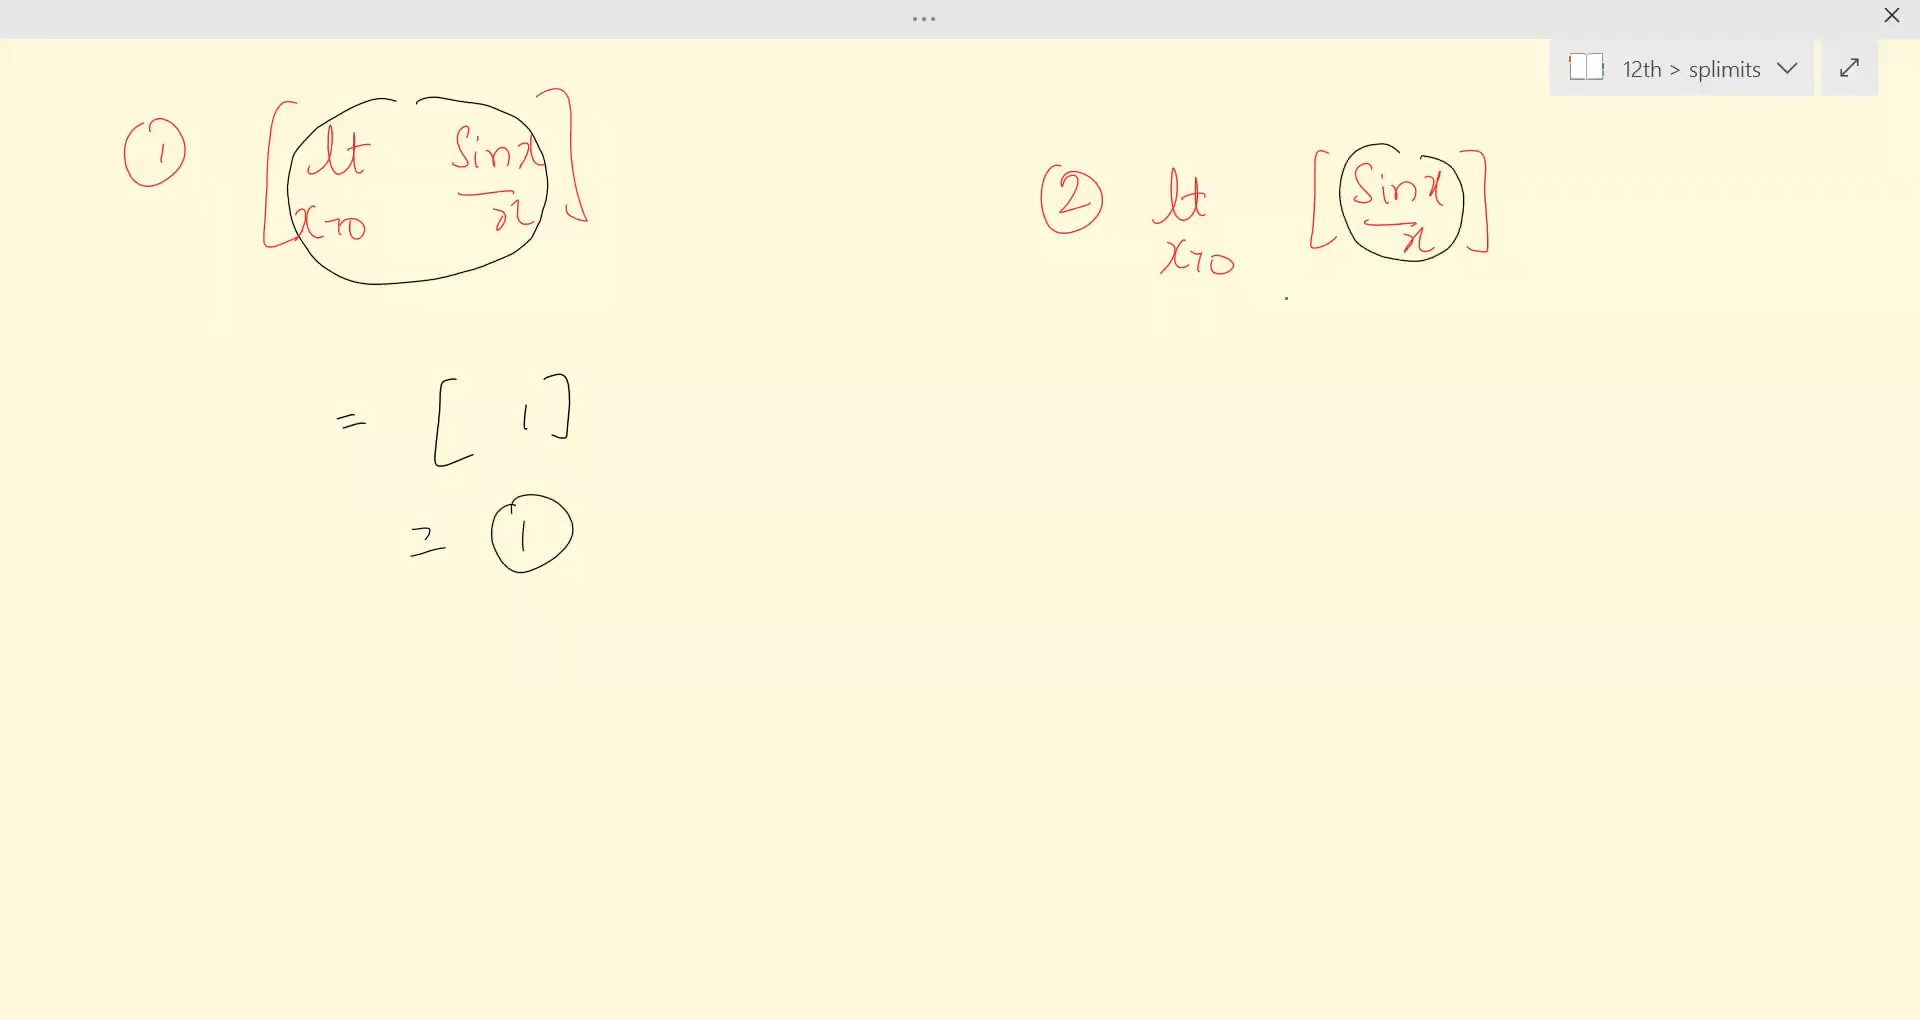 ...
12th > splimits
① [lt x→0 Sinx/x]
② lt x→0 [Sinx/x]
= [1]
= ①